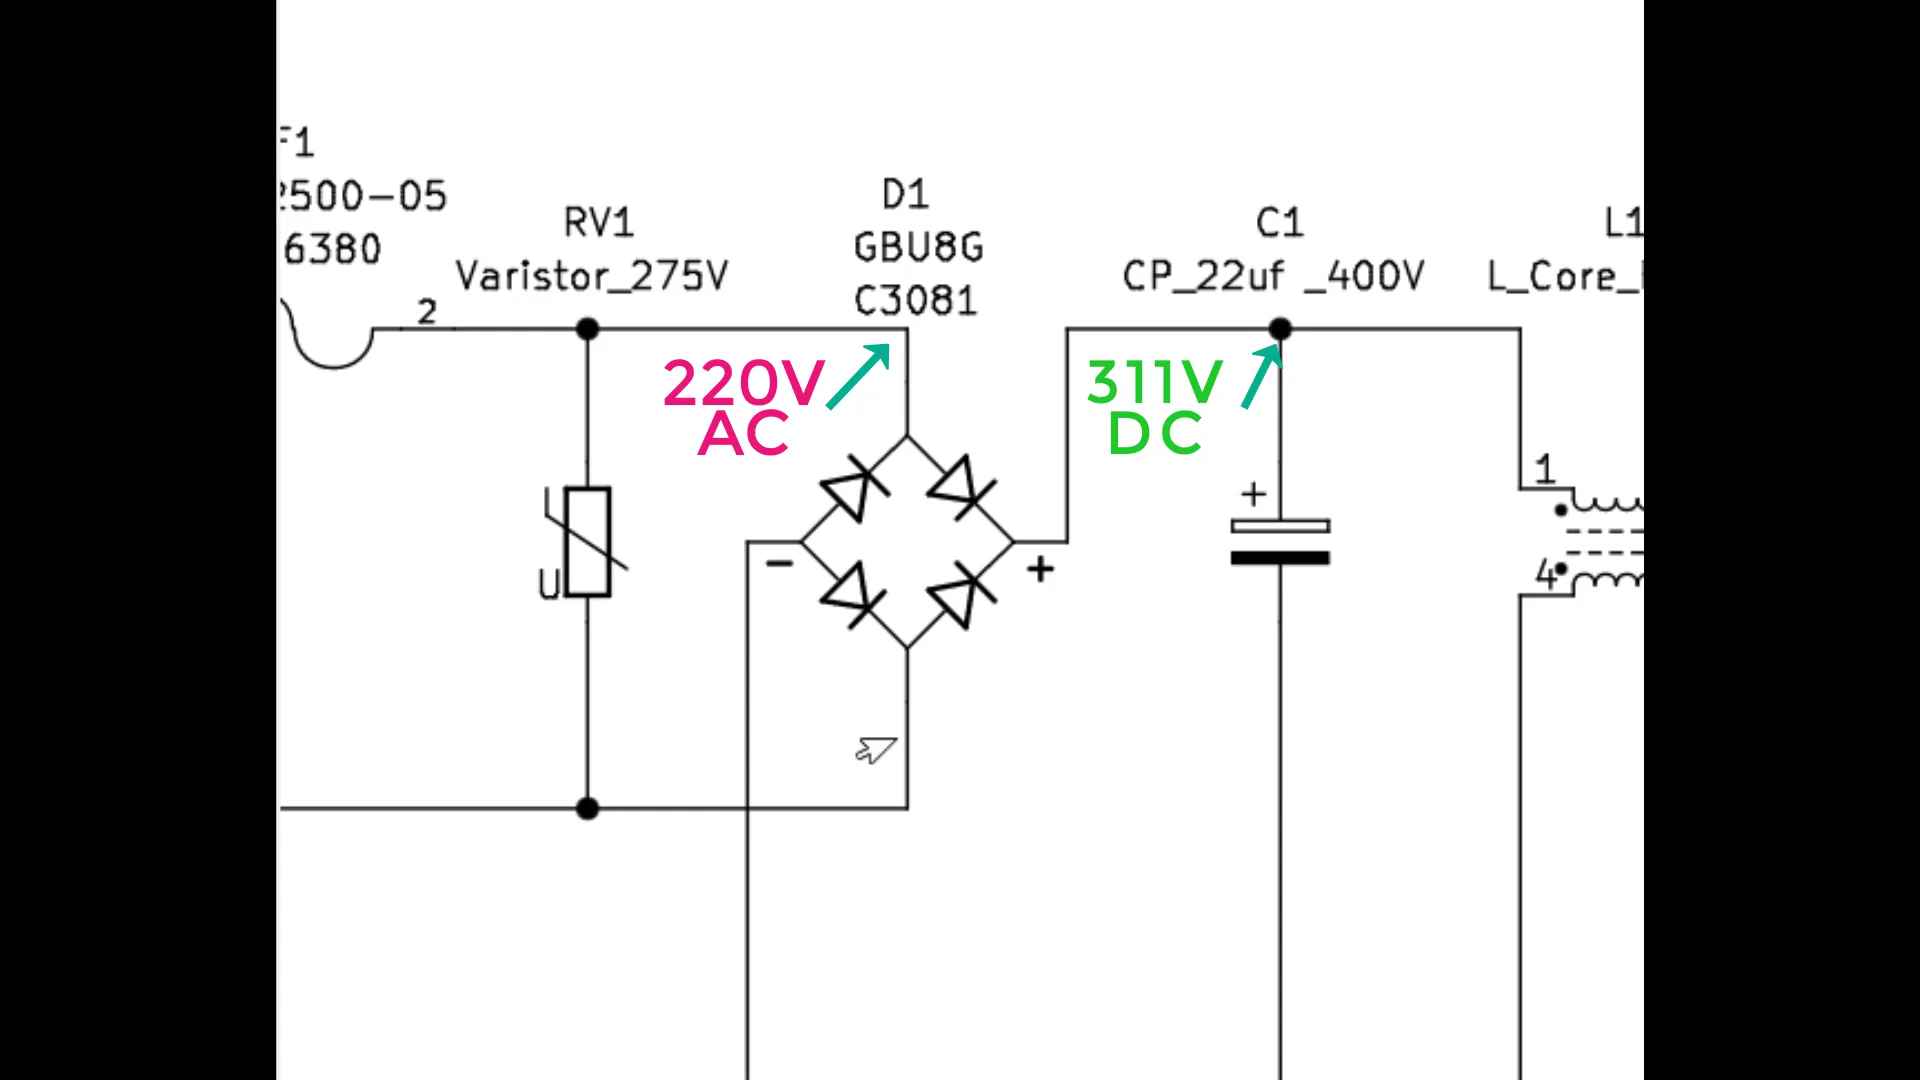 F1
2500-05
6380
2
RV1
Varistor_275V
D1
GBU8G
C3081
C1
CP_22uf _400V
L1
L_Core_
220V
AC
311V
DC
+
1
4
U
-
+